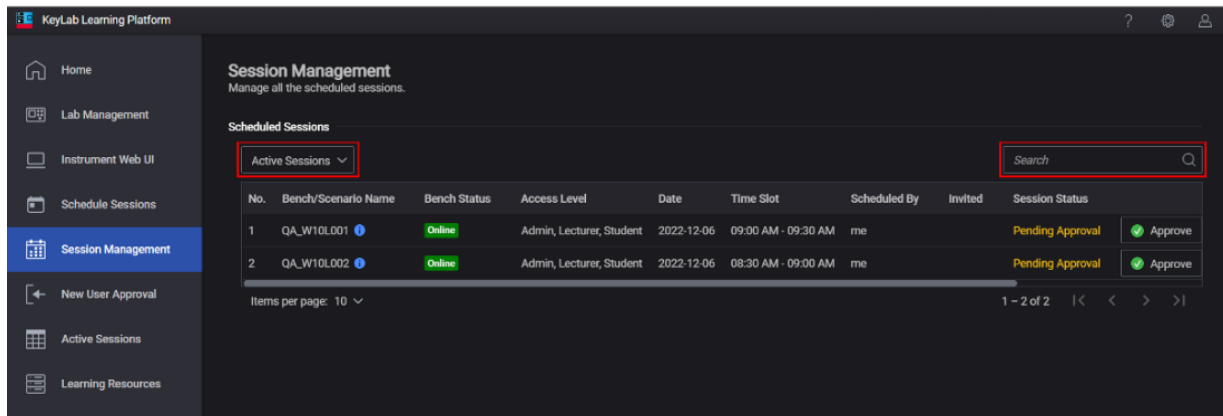 KeyLab Learning Platform
?
Home
Lab Management
Instrument Web UI
Schedule Sessions
Session Management
New User Approval
Active Sessions
Learning Resources
Session Management
Manage all the scheduled sessions.
Scheduled Sessions
Active Sessions
Search
No. Bench/Scenario Name Bench Status Access Level Date Time Slot Scheduled By Invited Session Status
1 QA_W10L001 Online Admin, Lecturer, Student 2022-12-06 09:00 AM - 09:30 AM me Pending Approval Approve
2 QA_W10L002 Online Admin, Lecturer, Student 2022-12-06 08:30 AM - 09:00 AM me Pending Approval Approve
Items per page: 10 1 – 2 of 2